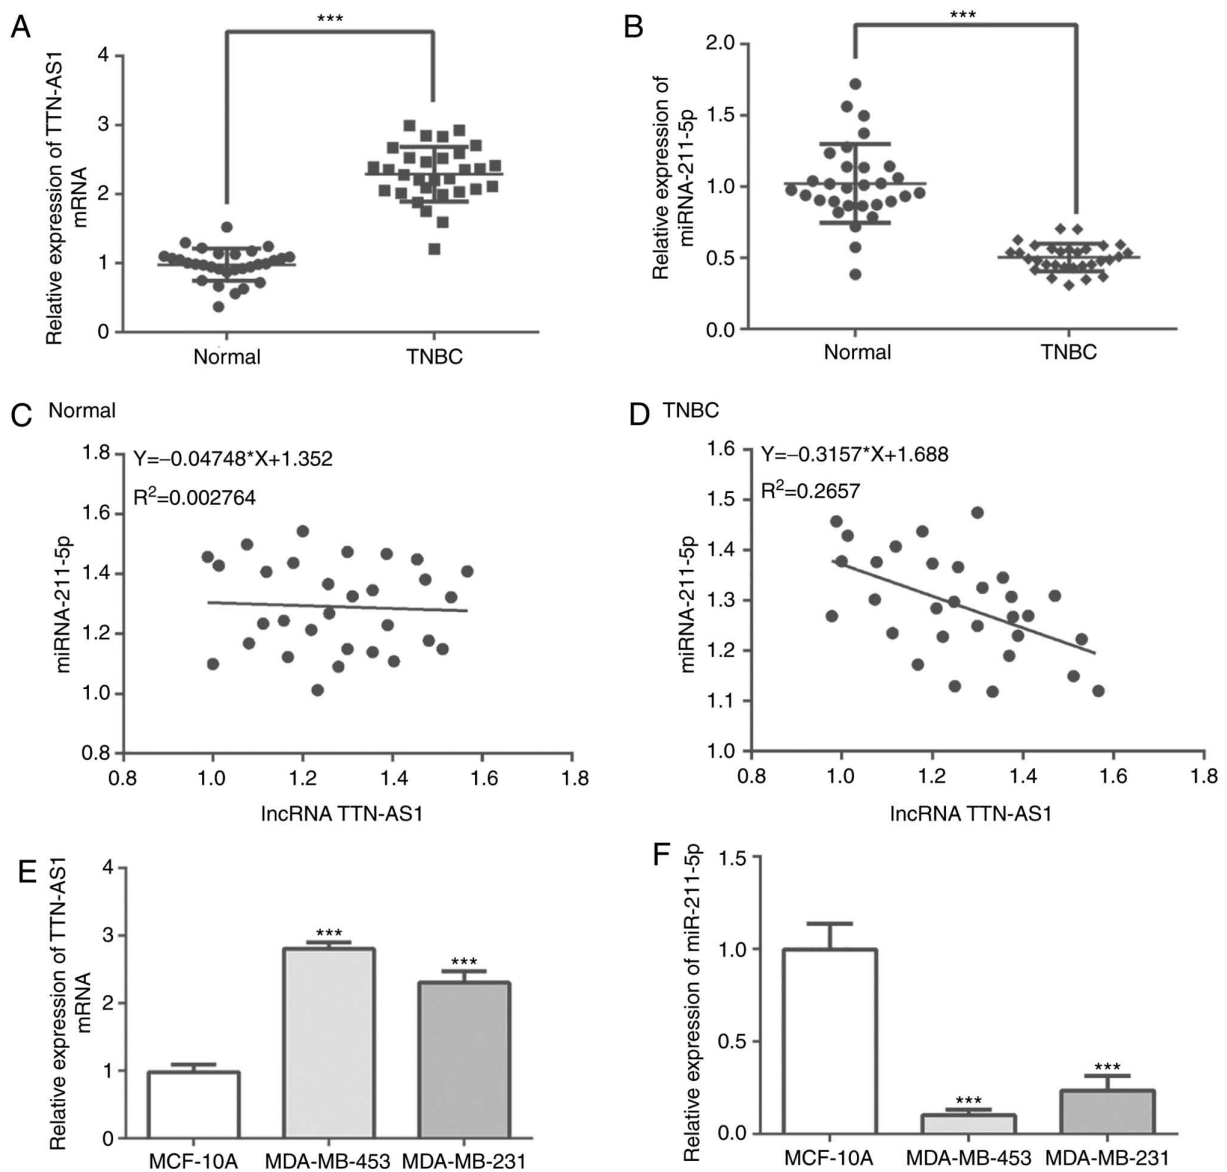 A
***
Relative expression of TTN-AS1
mRNA
4
3
2
1
0
Normal
TNBC
B
***
Relative expression of
miRNA-211-5p
2.0
1.5
1.0
0.5
0.0
Normal
TNBC
C
Normal
Y=–0.04748*X+1.352
R²=0.002764
miRNA-211-5p
1.8
1.6
1.4
1.2
1.0
0.8
0.8 1.0 1.2 1.4 1.6 1.8
lncRNA TTN-AS1
D
TNBC
Y=–0.3157*X+1.688
R²=0.2657
miRNA-211-5p
1.6
1.5
1.4
1.3
1.2
1.1
1.0
0.8 1.0 1.2 1.4 1.6 1.8
lncRNA TTN-AS1
E
Relative expression of TTN-AS1
mRNA
4
3
2
1
0
***
***
MCF-10A MDA-MB-453 MDA-MB-231
F
Relative expression of miR-211-5p
1.5
1.0
0.5
0.0
***
***
MCF-10A MDA-MB-453 MDA-MB-231